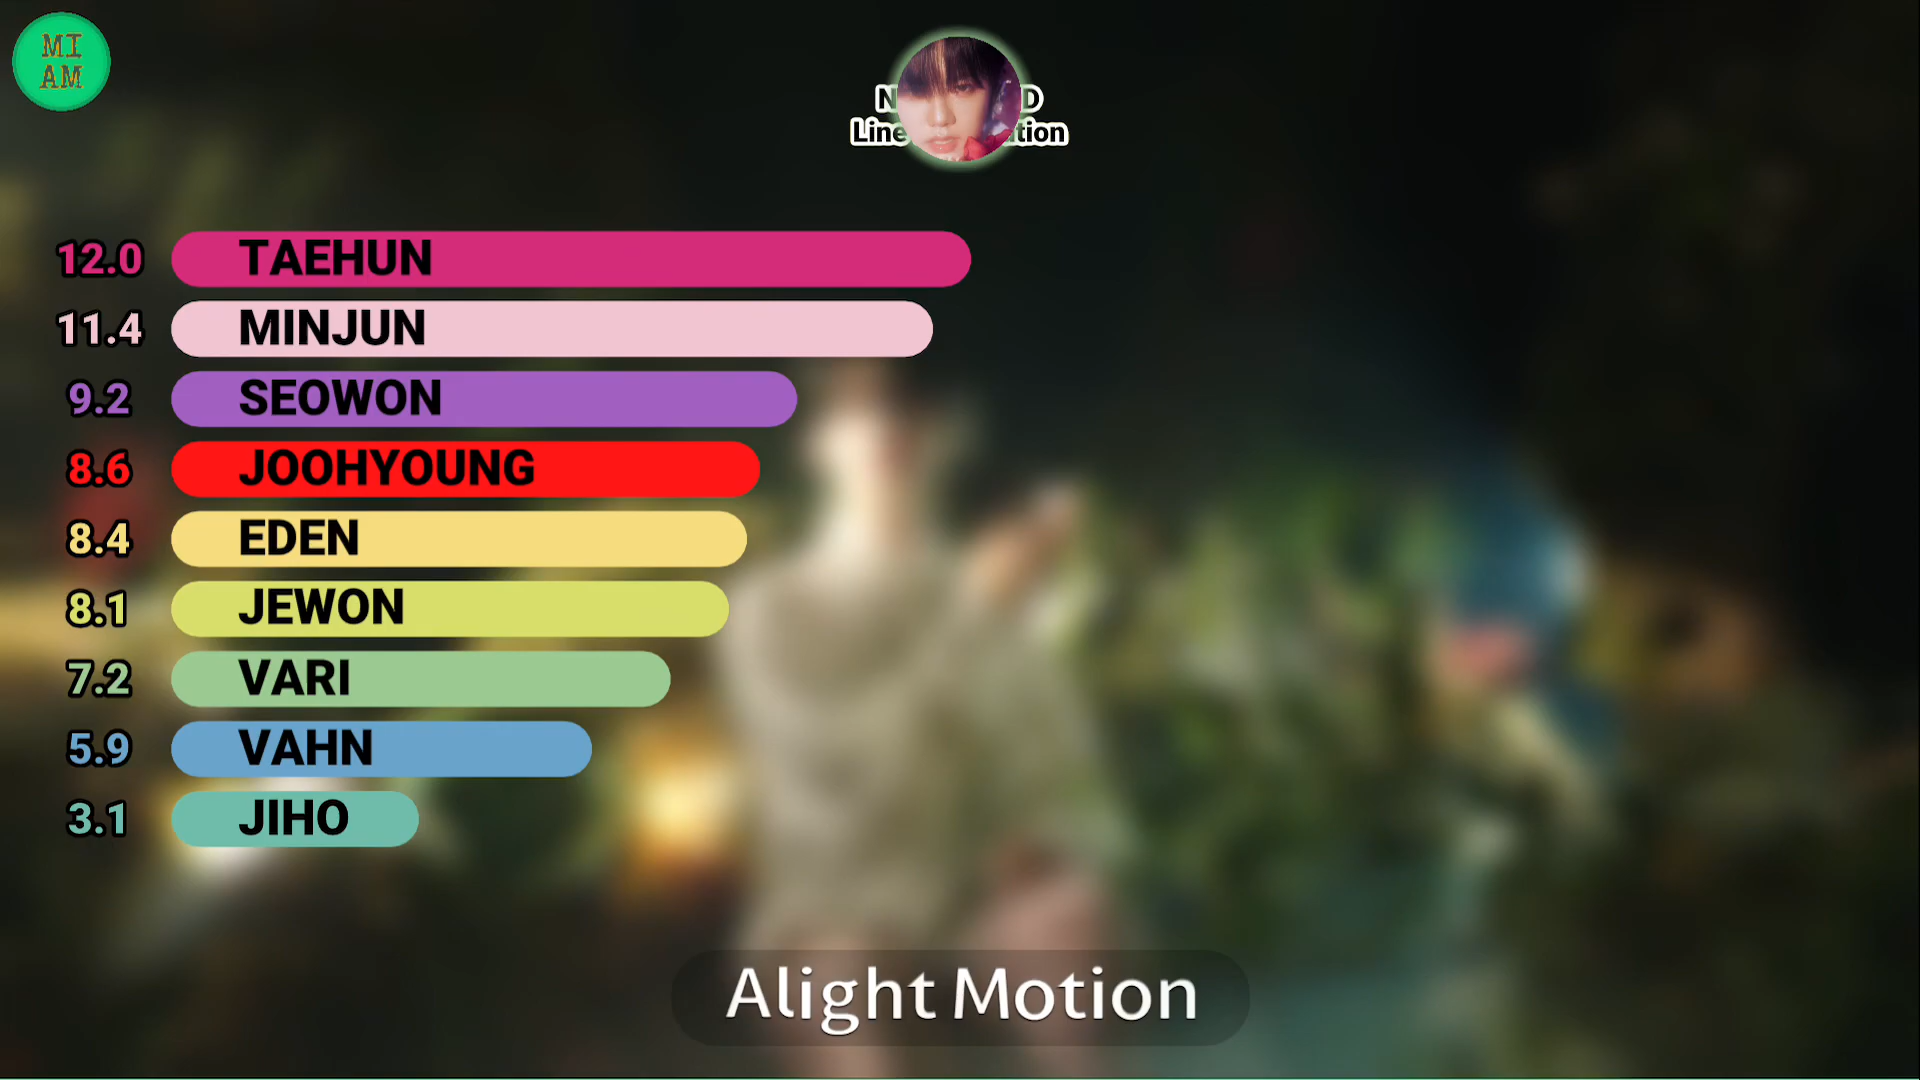 MI
AM
Line
12.0 TAEHUN
11.4 MINJUN
9.2 SEOWON
8.6 JOOHYOUNG
8.4 EDEN
8.1 JEWON
7.2 VARI
5.9 VAHN
3.1 JIHO
Alight Motion